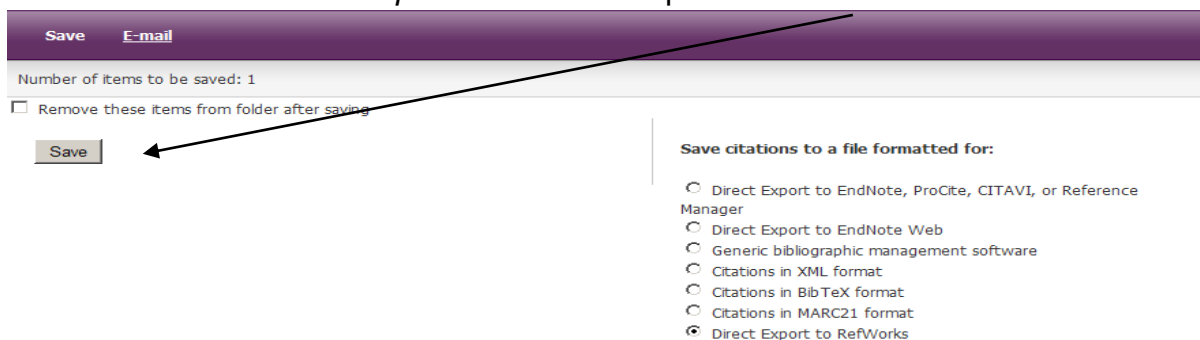 Save E-mail
Number of items to be saved: 1
Remove these items from folder after saving
Save
Save citations to a file formatted for:
Direct Export to EndNote, ProCite, CITAVI, or Reference
Manager
Direct Export to EndNote Web
Generic bibliographic management software
Citations in XML format
Citations in BibTeX format
Citations in MARC21 format
Direct Export to RefWorks